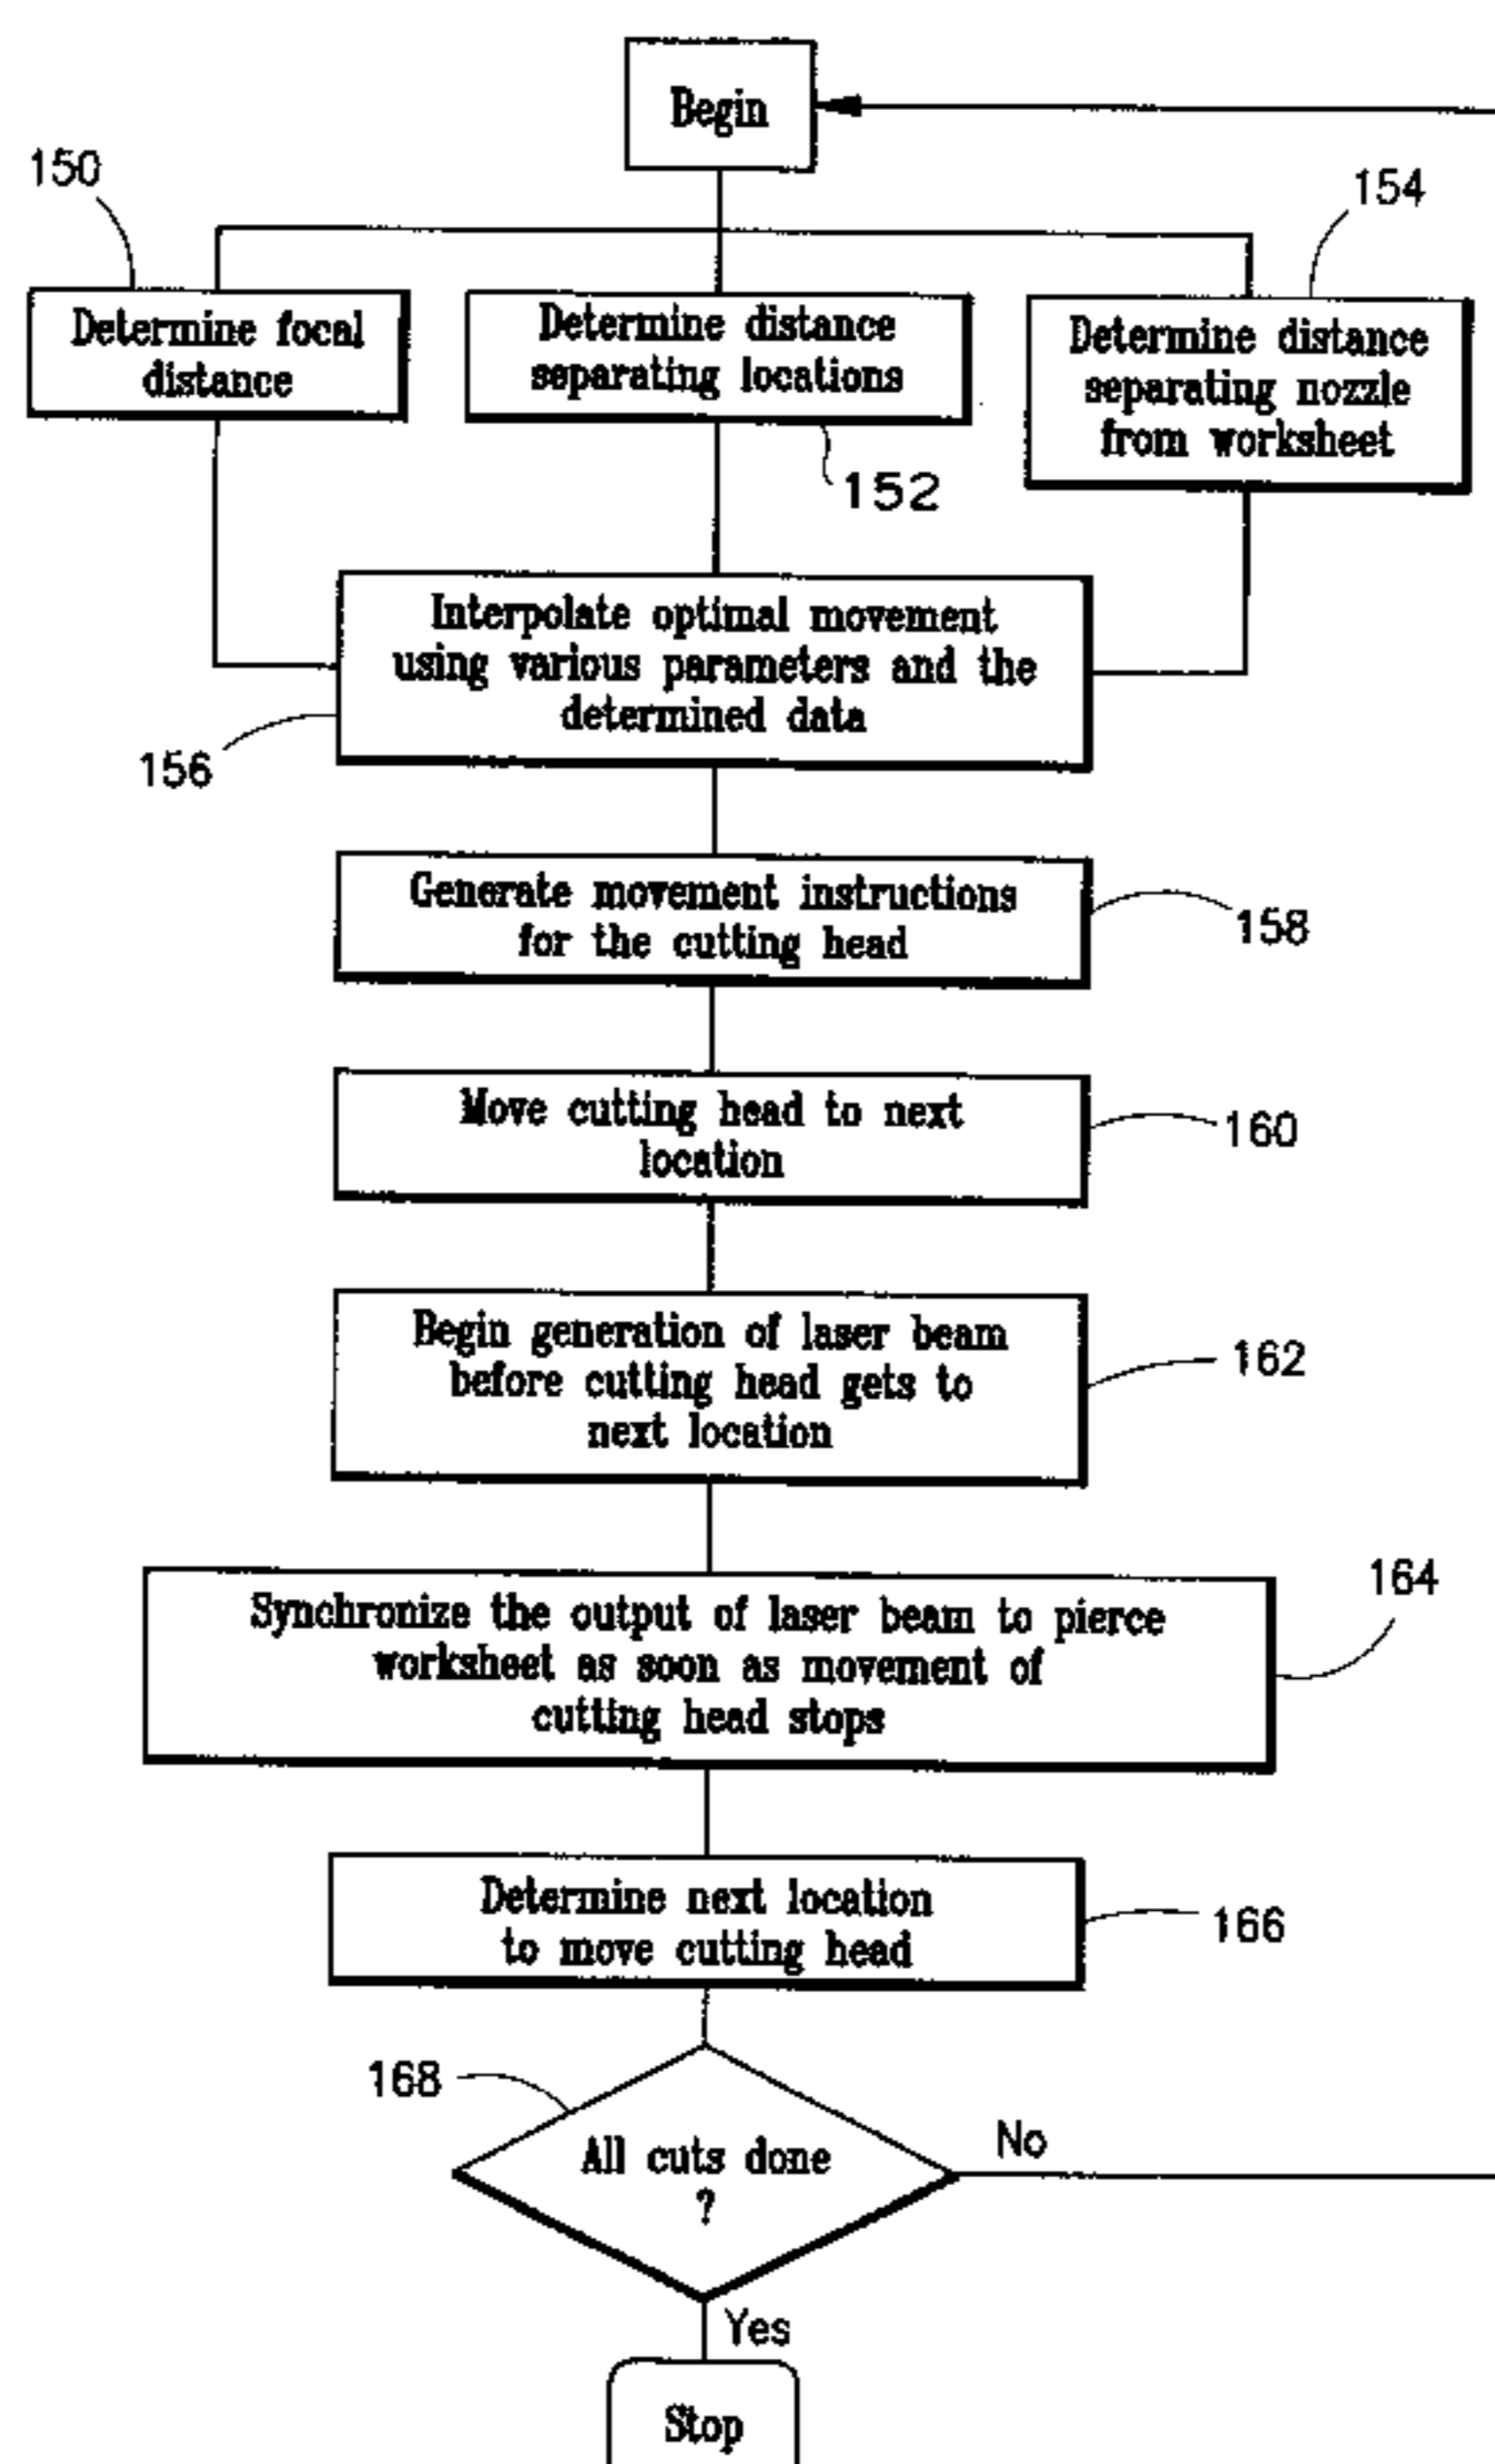 Begin
150
154
Determine focal
distance
Determine distance
separating locations
152
Determine distance
separating nozzle
from worksheet
Interpolate optimal movement
using various parameters and the
determined data
156
Generate movement instructions
for the cutting head
158
Move cutting head to next
location
160
Begin generation of laser beam
before cutting head gets to
next location
162
Synchronize the output of laser beam to pierce
worksheet as soon as movement of
cutting head stops
164
Determine next location
to move cutting head
166
168
All cuts done
?
No
Yes
Stop